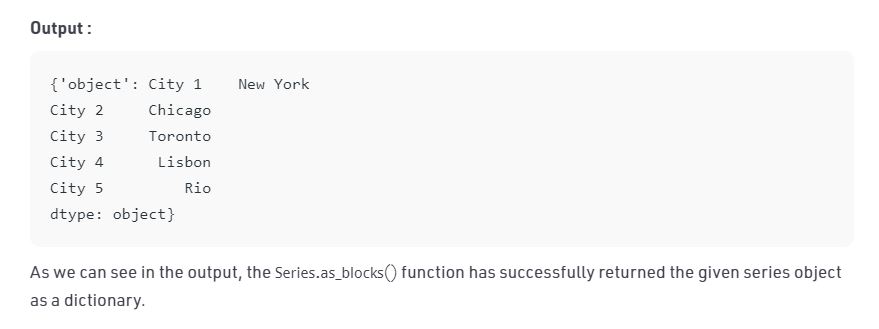 Output :
{'object': City 1    New York
City 2     Chicago
City 3     Toronto
City 4      Lisbon
City 5         Rio
dtype: object}
As we can see in the output, the Series.as_blocks() function has successfully returned the given series object
as a dictionary.